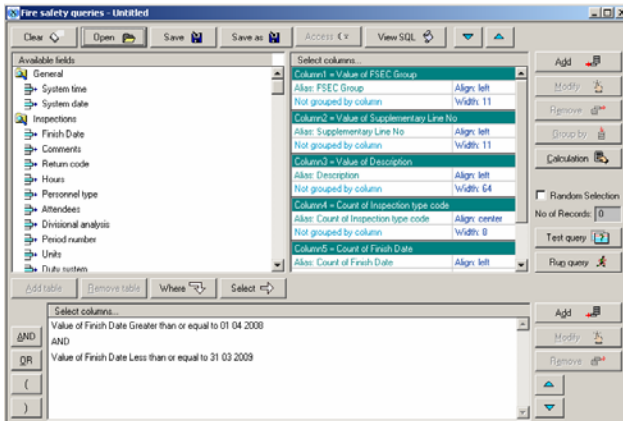 Fire safety queries - Untitled
Clear
Open
Save
Save as
Access
View SQL
Available fields
General
System time
System date
Inspections
Finish Date
Comments
Return code
Hours
Personnel type
Attendees
Divisional analysis
Period number
Units
Duty system
Select columns...
Column1 = Value of FSEC Group
Alias: FSEC Group Align: left
Not grouped by column Width: 11
Column2 = Value of Supplementary Line No
Alias: Supplementary Line No Align: left
Not grouped by column Width: 11
Column3 = Value of Description
Alias: Description Align: left
Not grouped by column Width: 64
Column4 = Count of Inspection type code
Alias: Count of Inspection type code Align: center
Not grouped by column Width: 8
Column5 = Count of Finish Date
Alias: Count of Finish Date Align: left
Add
Modify
Remove
Group by
Calculation
Random Selection
No of Records: 0
Test query
Run query
Add table
Remove table
Where
Select
Select columns...
AND
OR
(
)
Value of Finish Date Greater than or equal to 01 04 2008
AND
Value of Finish Date Less than or equal to 31 03 2009
Add
Modify
Remove